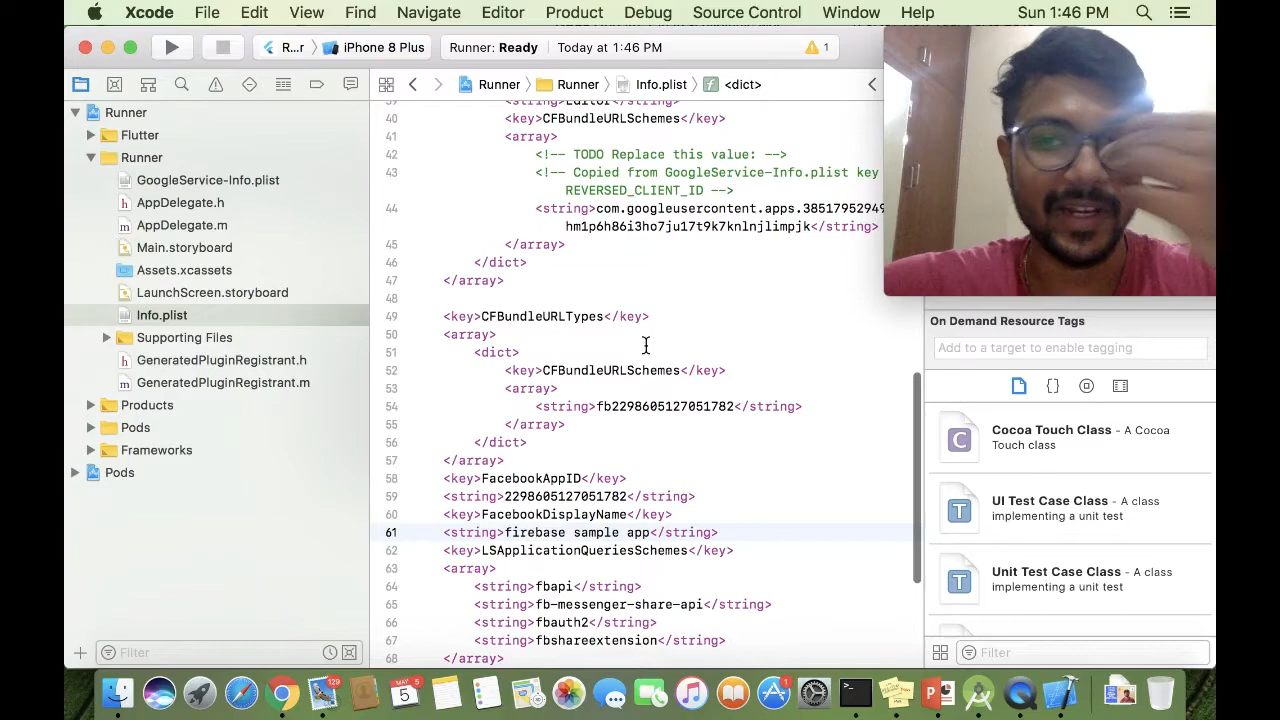 Xcode File Edit View Find Navigate Editor Product Debug Source Control Window Help Sun 1:46 PM
R...r iPhone 8 Plus Runner: Ready Today at 1:46 PM 1
Runner Runner Info.plist <dict>
Runner
Flutter
Runner
GoogleService-Info.plist
AppDelegate.h
AppDelegate.m
Main.storyboard
Assets.xcassets
LaunchScreen.storyboard
Info.plist
Supporting Files
GeneratedPluginRegistrant.h
GeneratedPluginRegistrant.m
Products
Pods
Frameworks
Pods
Filter
39 <string>Editor</string>
40 <key>CFBundleURLSchemes</key>
41 <array>
42 <!-- TODO Replace this value: -->
43 <!-- Copied from GoogleService-Info.plist key
REVERSED_CLIENT_ID -->
44 <string>com.googleusercontent.apps.38517952949
hm1p6h86i3ho7ju17t9k7knlnjlimpjk</string>
45 </array>
46 </dict>
47 </array>
48
49 <key>CFBundleURLTypes</key>
50 <array>
51 <dict>
52 <key>CFBundleURLSchemes</key>
53 <array>
54 <string>fb2298605127051782</string>
55 </array>
56 </dict>
57 </array>
58 <key>FacebookAppID</key>
59 <string>2298605127051782</string>
60 <key>FacebookDisplayName</key>
61 <string>firebase sample app</string>
62 <key>LSApplicationQueriesSchemes</key>
63 <array>
64 <string>fbapi</string>
65 <string>fb-messenger-share-api</string>
66 <string>fbauth2</string>
67 <string>fbshareextension</string>
68 </array>
On Demand Resource Tags
Add to a target to enable tagging
C Cocoa Touch Class - A Cocoa
Touch class
T UI Test Case Class - A class
implementing a unit test
T Unit Test Case Class - A class
implementing a unit test
Filter
129
MAY
5
1